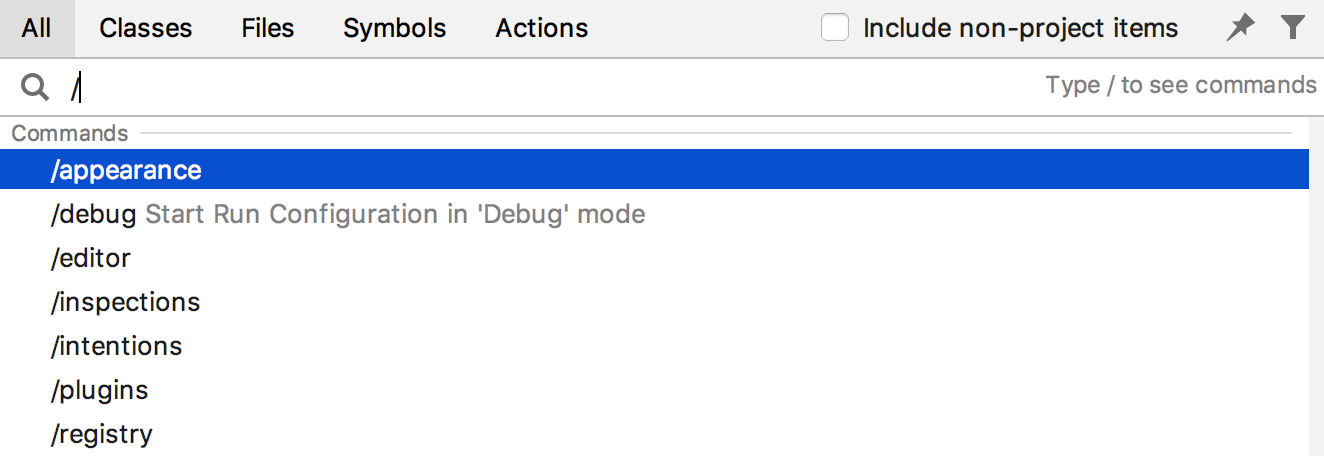 All Classes Files Symbols Actions Include non-project items
/ Type / to see commands
Commands
/appearance
/debug Start Run Configuration in 'Debug' mode
/editor
/inspections
/intentions
/plugins
/registry